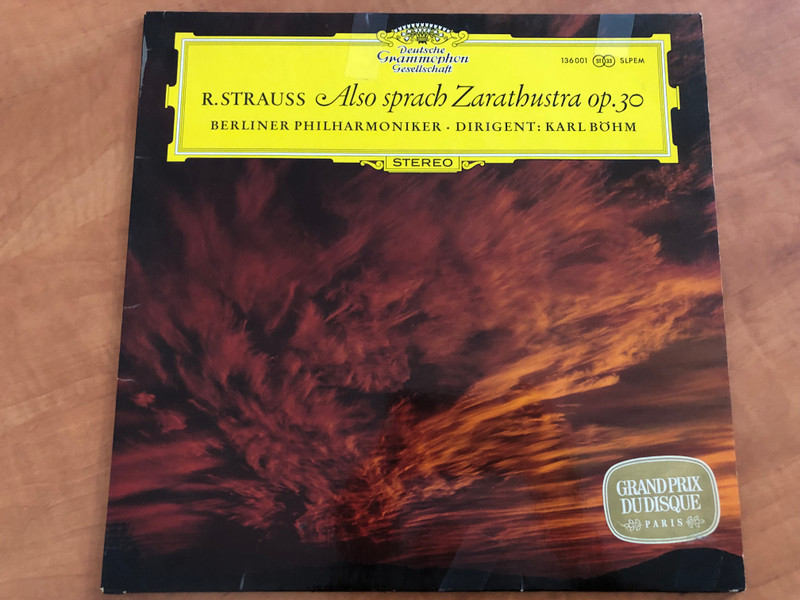 Deutsche
Grammophon
Gesellschaft
136001 ST 33 SLPEM
R. STRAUSS Also sprach Zarathustra op. 30
BERLINER PHILHARMONIKER · DIRIGENT: KARL BÖHM
STEREO
GRAND PRIX
DU DISQUE
PARIS